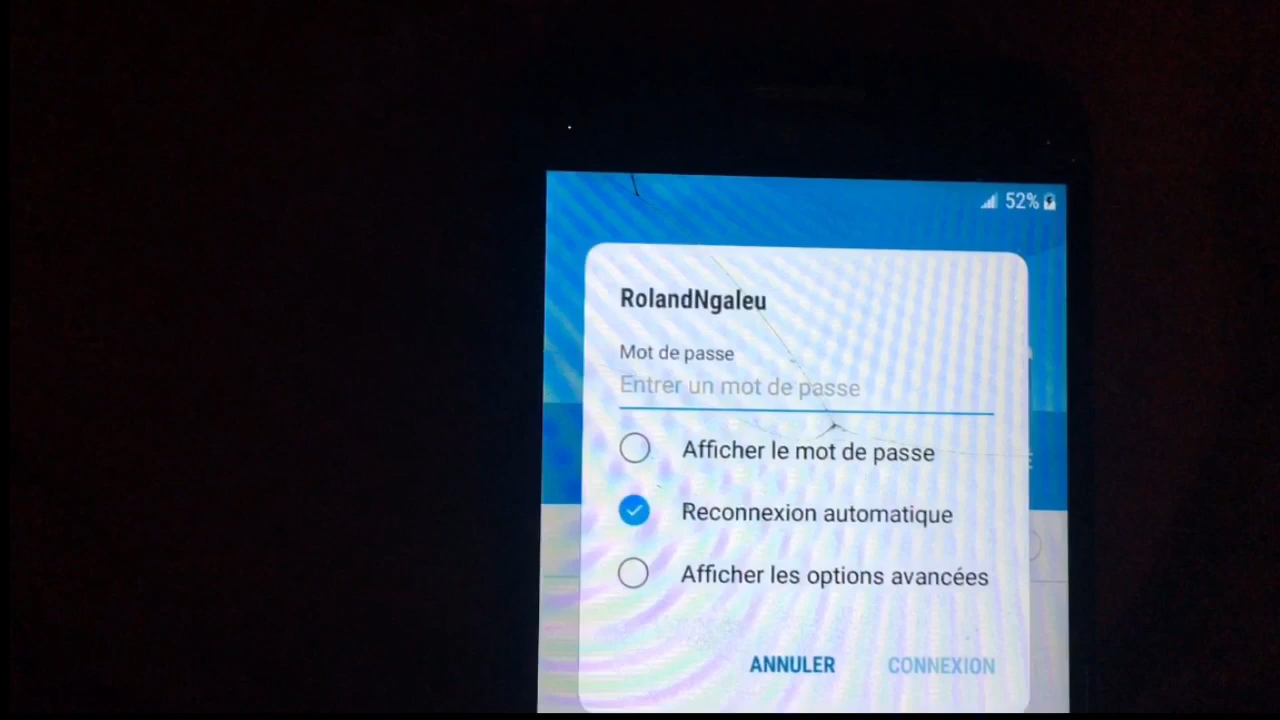 52%
RolandNgaleu
Mot de passe
Entrer un mot de passe
Afficher le mot de passe
Reconnexion automatique
Afficher les options avancées
ANNULER CONNEXION